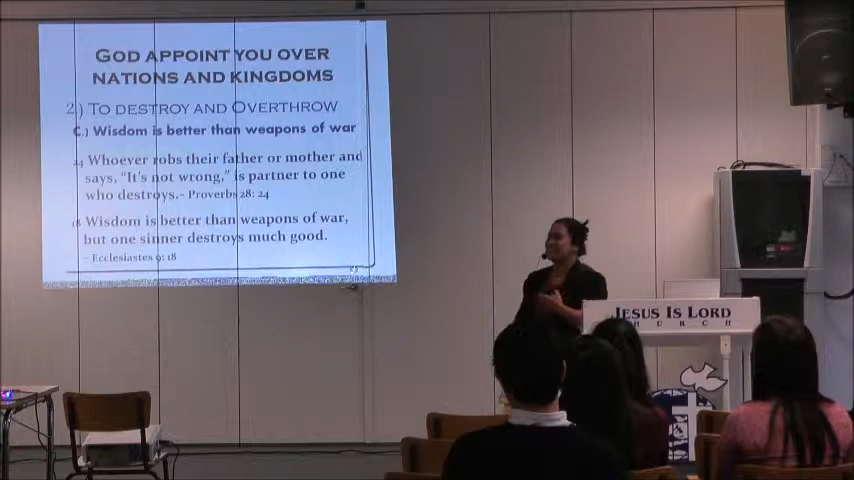 GOD APPOINT YOU OVER
NATIONS AND KINGDOMS
2.) TO DESTROY AND OVERTHROW
C.) Wisdom is better than weapons of war
24 Whoever robs their father or mother and
says, "It's not wrong," is partner to one
who destroys.- Proverbs 28: 24
18 Wisdom is better than weapons of war,
but one sinner destroys much good.
- Ecclesiastes 9: 18
JESUS IS LORD
CHURCH